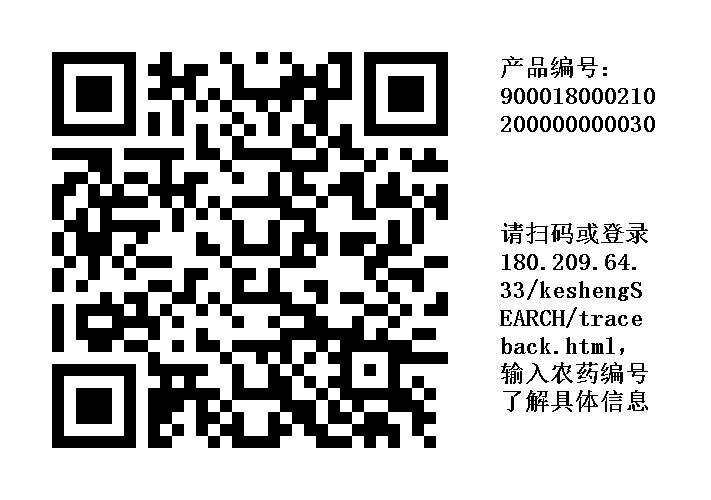 产品编号：
900018000210
200000000030
请扫码或登录
180.209.64.
33/keshengS
EARCH/trace
back.html，
输入农药编号
了解具体信息